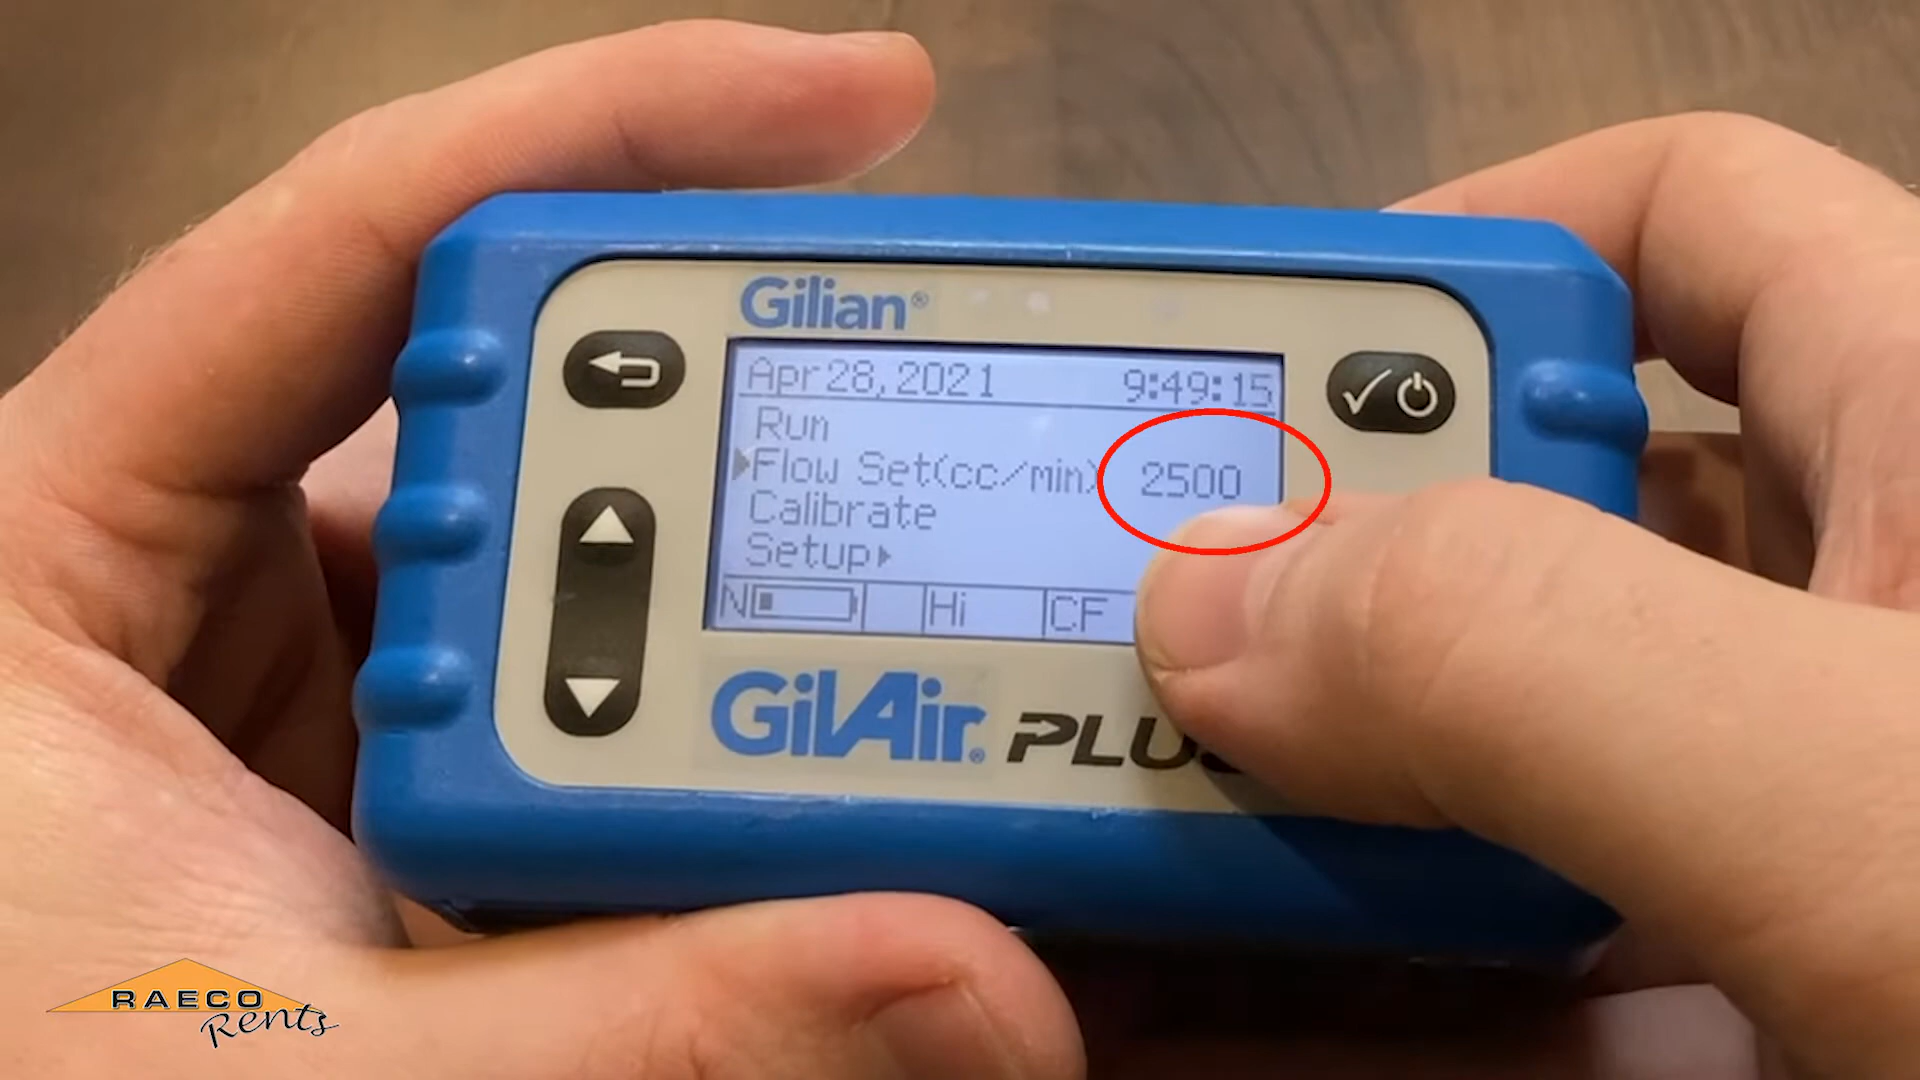 Gilian®
Apr 28, 2021 9:49:15
Run
Flow Set(cc/min) 2500
Calibrate
Setup
N Hi CF
GilAir® PLUS
RAECO
Rents